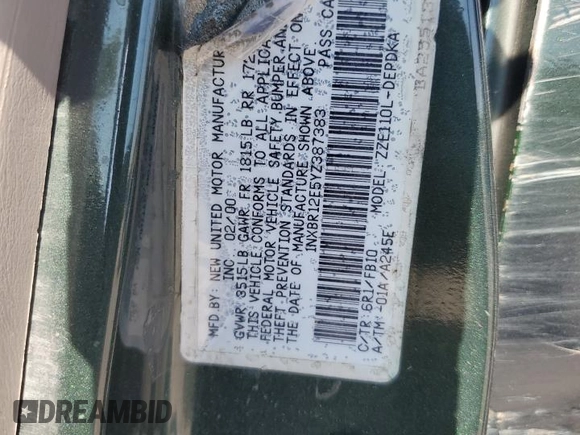 MFD BY: NEW UNITED MOTOR MANUFACTUR
INC 02/00
GVWR 3515LB GAWR FR 1815LB RR 172
THIS VEHICLE CONFORMS TO ALL APPLICA
FEDERAL MOTOR VEHICLE SAFETY BUMPER AN
THEFT PREVENTION STANDARDS IN EFFECT ON
THE DATE OF MANUFACTURE SHOWN ABOVE
1NXBR12E5YZ387383 PASS.CA
C/TR: 6R1/FB10 MODEL: ZZE110L-DEPDKA
A/TM: -01A/A245E
DREAMBID